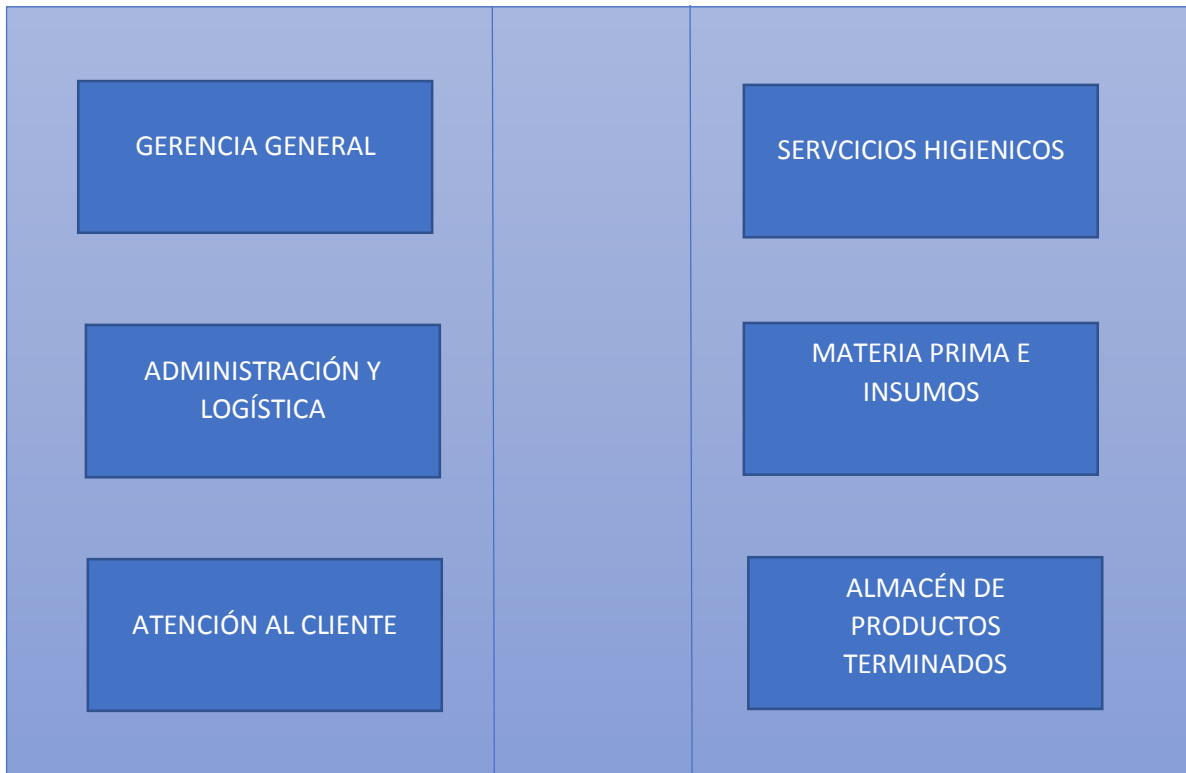 GERENCIA GENERAL
SERVCICIOS HIGIENICOS
ADMINISTRACIÓN Y
LOGÍSTICA
MATERIA PRIMA E
INSUMOS
ATENCIÓN AL CLIENTE
ALMACÉN DE
PRODUCTOS
TERMINADOS